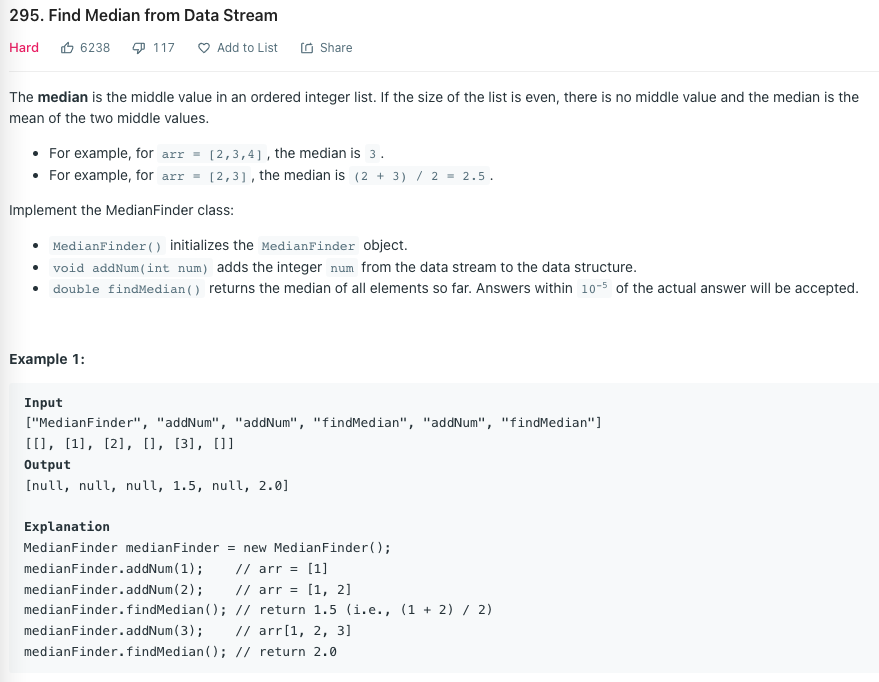 295. Find Median from Data Stream
Hard 6238 117 Add to List Share
The median is the middle value in an ordered integer list. If the size of the list is even, there is no middle value and the median is the
mean of the two middle values.
• For example, for arr = [2,3,4], the median is 3.
• For example, for arr = [2,3], the median is (2 + 3) / 2 = 2.5.
Implement the MedianFinder class:
• MedianFinder() initializes the MedianFinder object.
• void addNum(int num) adds the integer num from the data stream to the data structure.
• double findMedian() returns the median of all elements so far. Answers within 10⁻⁵ of the actual answer will be accepted.
Example 1:
Input
["MedianFinder", "addNum", "addNum", "findMedian", "addNum", "findMedian"]
[[], [1], [2], [], [3], []]
Output
[null, null, null, 1.5, null, 2.0]
Explanation
MedianFinder medianFinder = new MedianFinder();
medianFinder.addNum(1);    // arr = [1]
medianFinder.addNum(2);    // arr = [1, 2]
medianFinder.findMedian(); // return 1.5 (i.e., (1 + 2) / 2)
medianFinder.addNum(3);    // arr[1, 2, 3]
medianFinder.findMedian(); // return 2.0